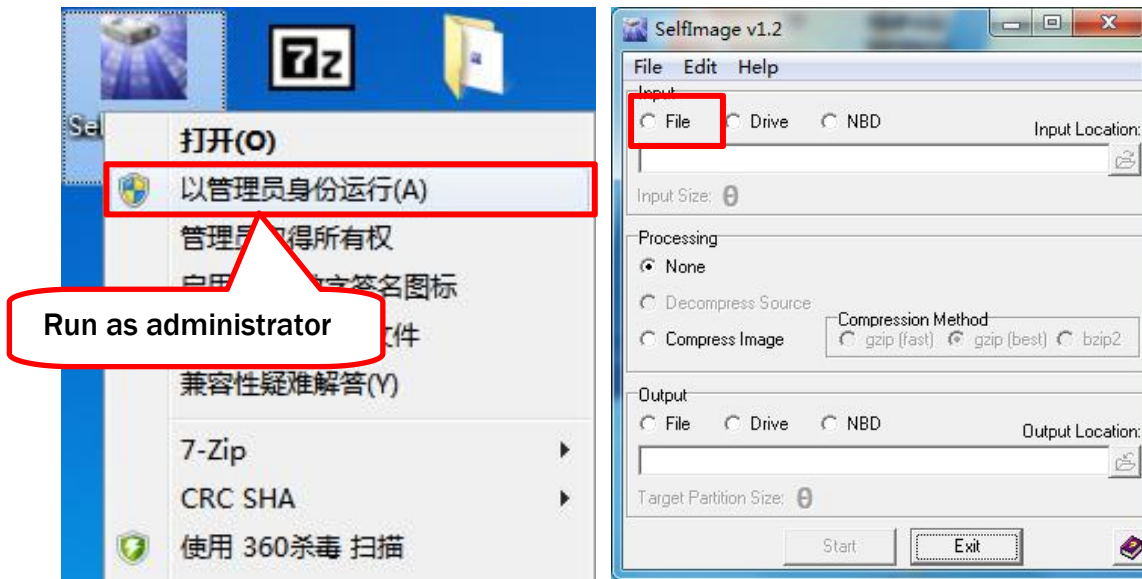 7z
Sel
打开(O)
以管理员身份运行(A)
管理员 得所有权
签名图标
Run as administrator
件
兼容性疑难解答(Y)
7-Zip
CRC SHA
使用 360杀毒 扫描
SelfImage v1.2
File Edit Help
Input
File Drive NBD Input Location:
Input Size: 0
Processing
None
Decompress Source
Compress Image
Compression Method
gzip (fast) gzip (best) bzip2
Output
File Drive NBD Output Location:
Target Partition Size: 0
Start Exit